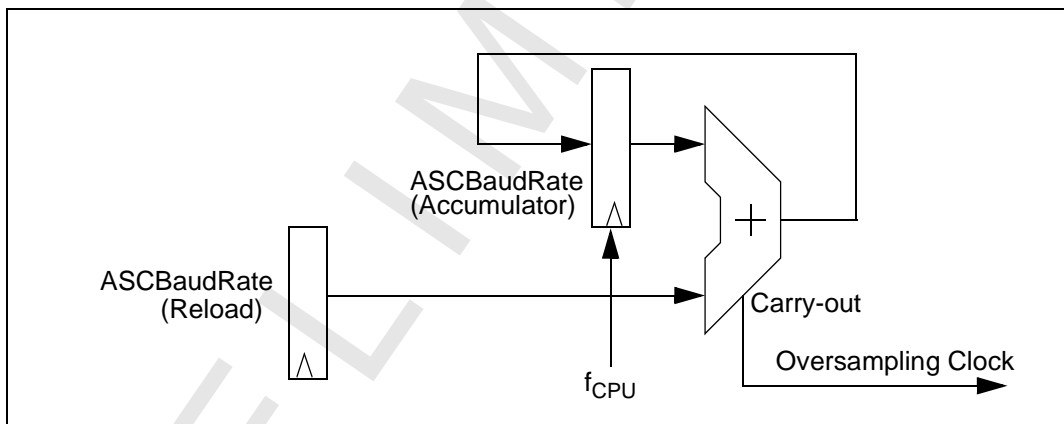 ASCBaudRate
(Accumulator)
ASCBaudRate
(Reload)
+
Carry-out
Oversampling Clock
fCPU